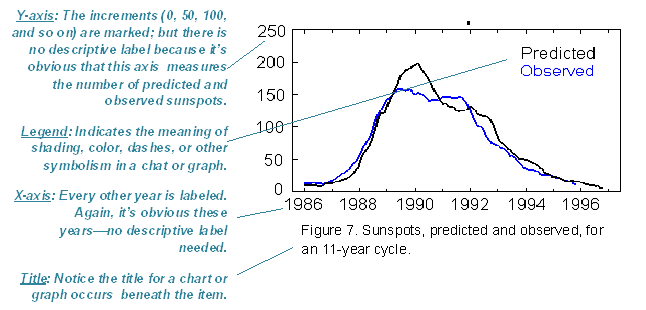 Y-axis: The increments (0, 50, 100,
and so on) are marked; but there is
no descriptive label because it's
obvious that this axis measures
the number of predicted and
observed sunspots.
Legend: Indicates the meaning of
shading, color, dashes, or other
symbolism in a chat or graph.
X-axis: Every other year is labeled.
Again, it's obvious these
years—no descriptive label
needed.
Title: Notice the title for a chart or
graph occurs beneath the item.
250
200
150
100
50
0
Predicted
Observed
1986 1988 1990 1992 1994 1996
Figure 7. Sunspots, predicted and observed, for
an 11-year cycle.